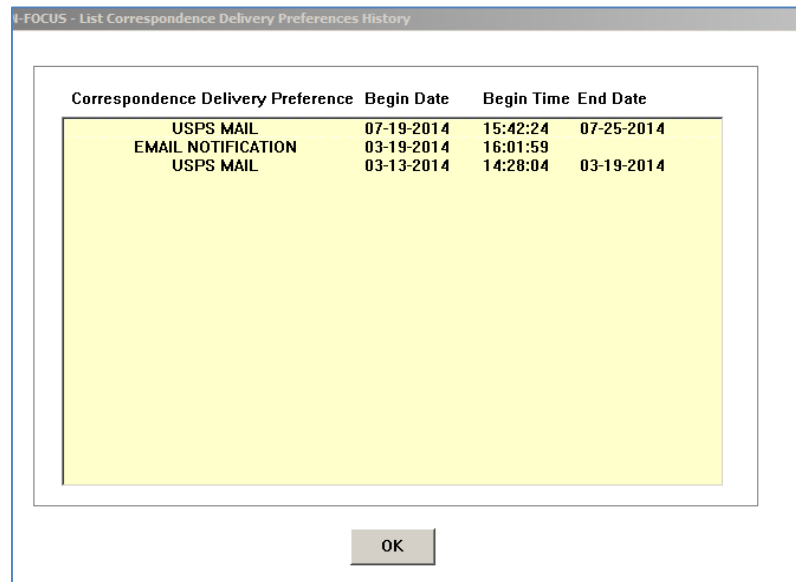 N-FOCUS - List Correspondence Delivery Preferences History
Correspondence Delivery Preference Begin Date Begin Time End Date
USPS MAIL 07-19-2014 15:42:24 07-25-2014
EMAIL NOTIFICATION 03-19-2014 16:01:59
USPS MAIL 03-13-2014 14:28:04 03-19-2014
OK